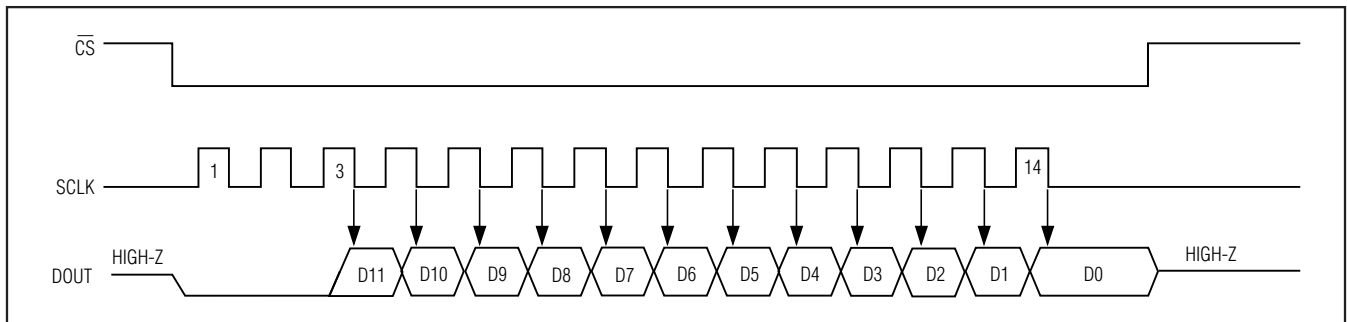 C̅S̅
1 3 14
SCLK
HIGH-Z HIGH-Z
DOUT D11 D10 D9 D8 D7 D6 D5 D4 D3 D2 D1 D0